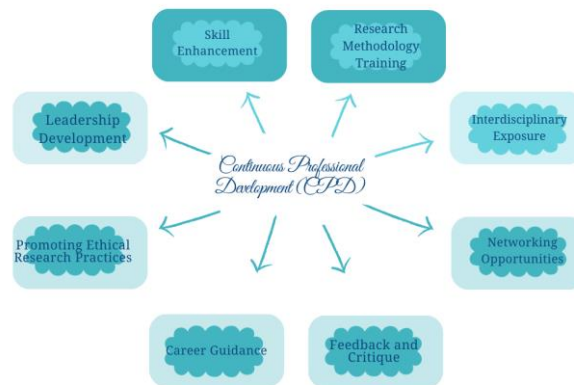 Skill
Enhancement
Research
Methodology
Training
Leadership
Development
Interdisciplinary
Exposure
Continuous Professional
Development (CPD)
Promoting Ethical
Research Practices
Networking
Opportunities
Career Guidance
Feedback and
Critique